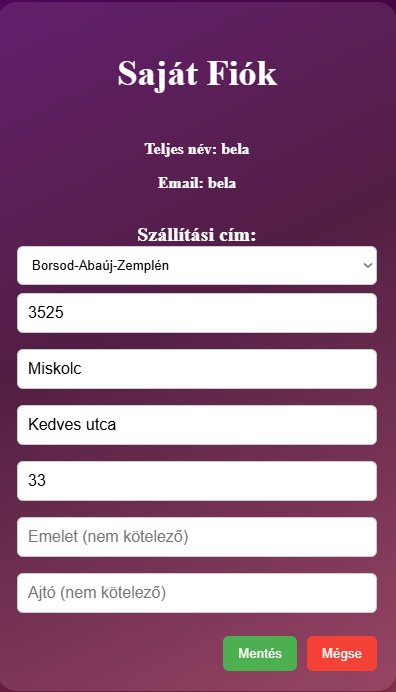 Saját Fiók
Teljes név: bela
Email: bela
Szállítási cím:
Borsod-Abaúj-Zemplén
3525
Miskolc
Kedves utca
33
Emelet (nem kötelező)
Ajtó (nem kötelező)
Mentés Mégse